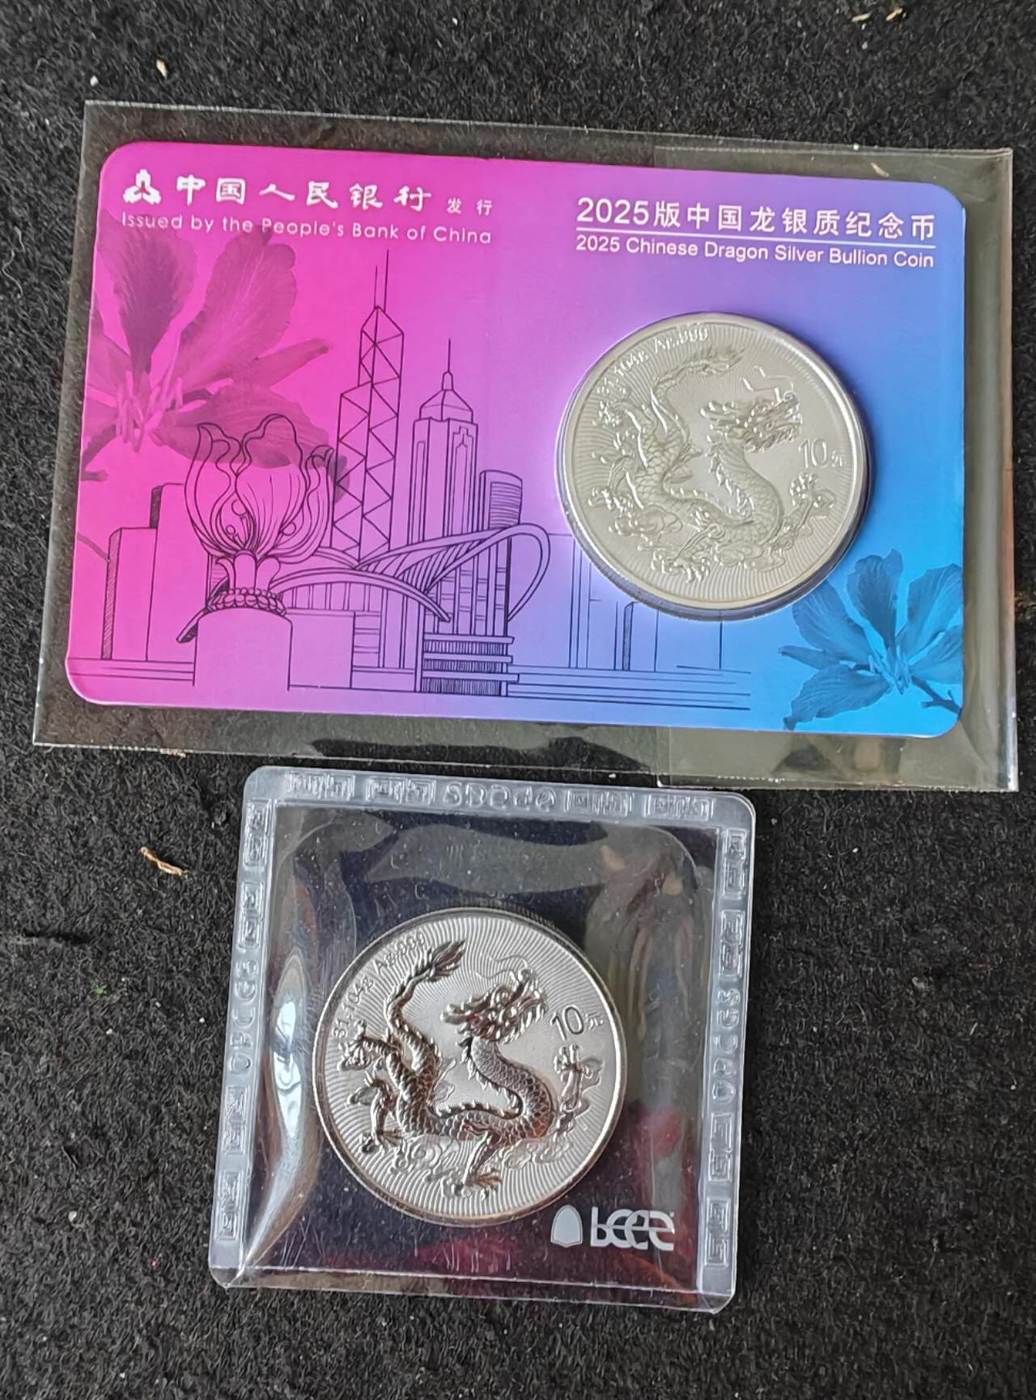 中国人民银行 发行
Issued by the People's Bank of China
2025版中国龙银质纪念币
2025 Chinese Dragon Silver Bullion Coin
10元
10元